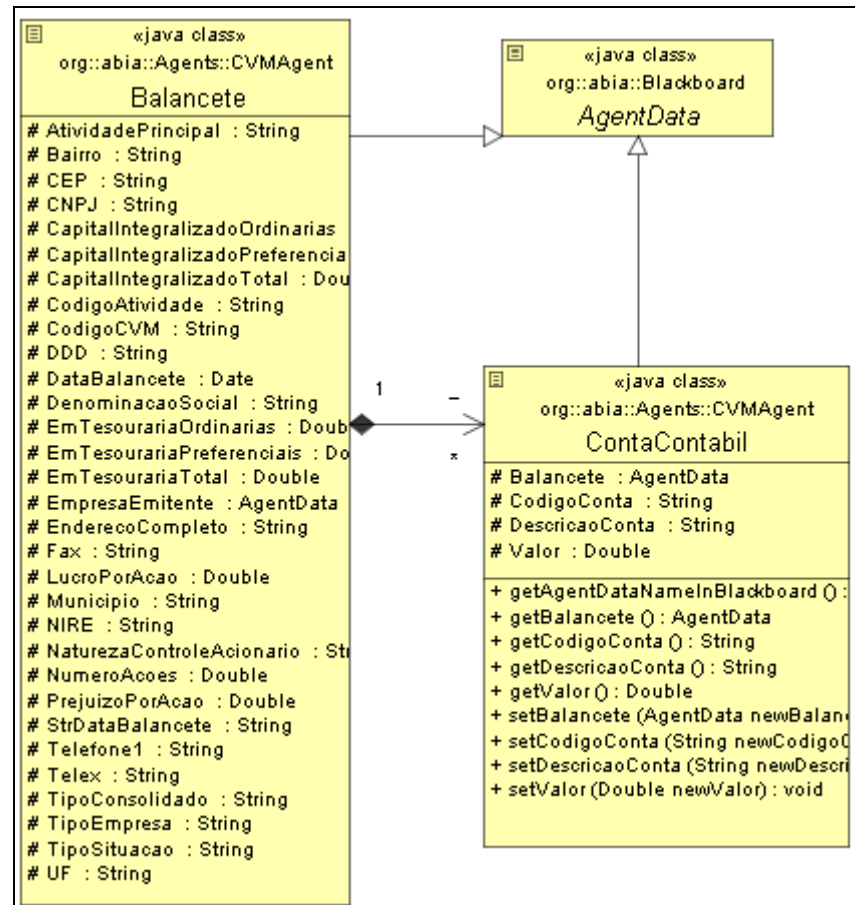 «java class»
org::abia::Agents::CVMAgent
Balancete
# AtividadePrincipal : String
# Bairro : String
# CEP : String
# CNPJ : String
# CapitalIntegralizadoOrdinarias
# CapitalIntegralizadoPreferencia
# CapitalIntegralizadoTotal : Dou
# CodigoAtividade : String
# CodigoCVM : String
# DDD : String
# DataBalancete : Date
# DenominacaoSocial : String
# EmTesourariaOrdinarias : Doub
# EmTesourariaPreferenciais : Do
# EmTesourariaTotal : Double
# EmpresaEmitente : AgentData
# EnderecoCompleto : String
# Fax : String
# LucroPorAcao : Double
# Municipio : String
# NIRE : String
# NaturezaControleAcionario : Str
# NumeroAcoes : Double
# PrejuizoPorAcao : Double
# StrDataBalancete : String
# Telefone1 : String
# Telex : String
# TipoConsolidado : String
# TipoEmpresa : String
# TipoSituacao : String
# UF : String
«java class»
org::abia::Blackboard
AgentData
1
–
*
«java class»
org::abia::Agents::CVMAgent
ContaContabil
# Balancete : AgentData
# CodigoConta : String
# DescricaoConta : String
# Valor : Double
+ getAgentDataNameInBlackboard () :
+ getBalancete () : AgentData
+ getCodigoConta () : String
+ getDescricaoConta () : String
+ getValor () : Double
+ setBalancete (AgentData newBalan
+ setCodigoConta (String newCodigoC
+ setDescricaoConta (String newDescri
+ setValor (Double newValor) : void